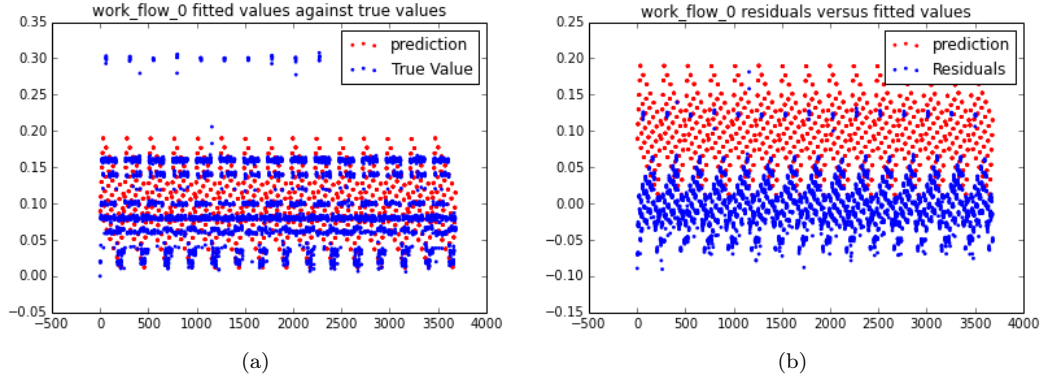 work_flow_0 fitted values against true values
0.35
0.30
0.25
0.20
0.15
0.10
0.05
0.00
−0.05
−500 0 500 1000 1500 2000 2500 3000 3500 4000
prediction
True Value
(a)
work_flow_0 residuals versus fitted values
0.25
0.20
0.15
0.10
0.05
0.00
−0.05
−0.10
−0.15
−500 0 500 1000 1500 2000 2500 3000 3500 4000
prediction
Residuals
(b)